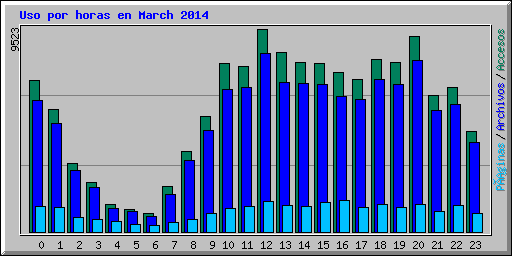 Uso por horas en March 2014
9523
0 1 2 3 4 5 6 7 8 9 10 11 12 13 14 15 16 17 18 19 20 21 22 23
PĂĄginas / Archivos / Accesos